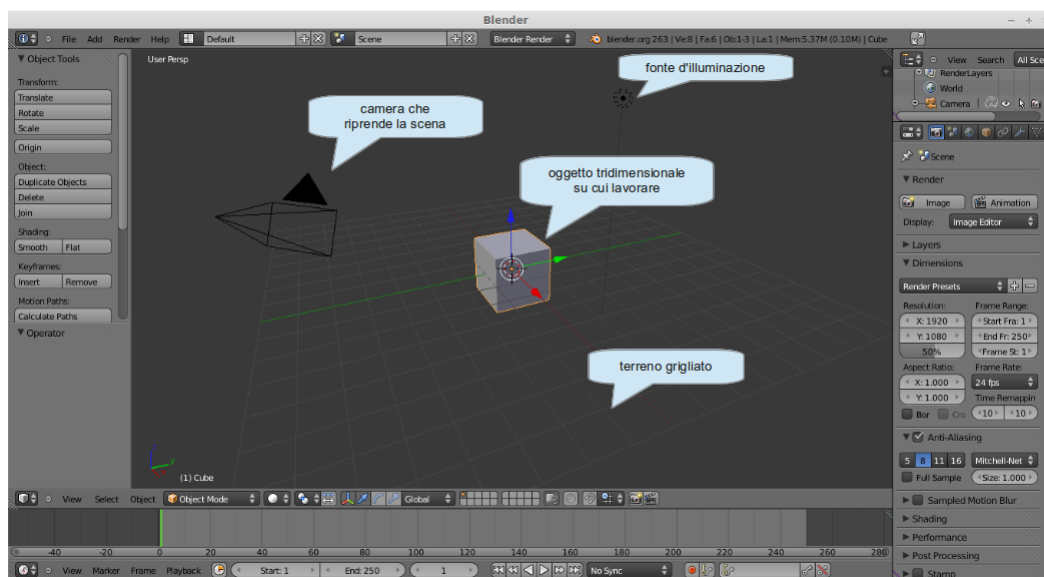 Blender
File Add Render Help Default Scene Blender Render blender.org 263 | Ve:8 | Fa:6 | Ob:1-3 | La:1 | Mem:5.37M (0.10M) | Cube
Object Tools
Transform:
Translate
Rotate
Scale
Origin
Object:
Duplicate Objects
Delete
Join
Shading:
Smooth Flat
Keyframes:
Insert Remove
Motion Paths:
Calculate Paths
Operator
User Persp
fonte d'illuminazione
camera che
riprende la scena
oggetto tridimensionale
su cui lavorare
terreno grigliato
y
(1) Cube
View Search All Sce
RenderLayers
World
Camera
Scene
Render
Image Animation
Display: Image Editor
Layers
Dimensions
Render Presets
Resolution: Frame Range:
X: 1920 Start Fra: 1
Y: 1080 End Fr: 250
50% Frame St: 1
Aspect Ratio: Frame Rate:
X: 1.000 24 fps
Y: 1.000 Time Remappin
Bor Cro 10 10
Anti-Aliasing
5 8 11 16 Mitchell-Net
Full Sample Size: 1.000
Sampled Motion Blur
Shading
Performance
Post Processing
Stamp
View Select Object Object Mode Global
-40 -20 0 20 40 60 80 100 120 140 160 180 200 220 240 260 280
View Marker Frame Playback Start: 1 End: 250 1 No Sync